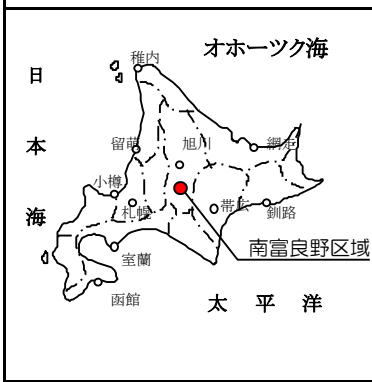 オホーツク海
稚内
日本海
留萌
旭川
網走
小樽
札幌
帯広
釧路
南富良野区域
室蘭
函館
太平洋